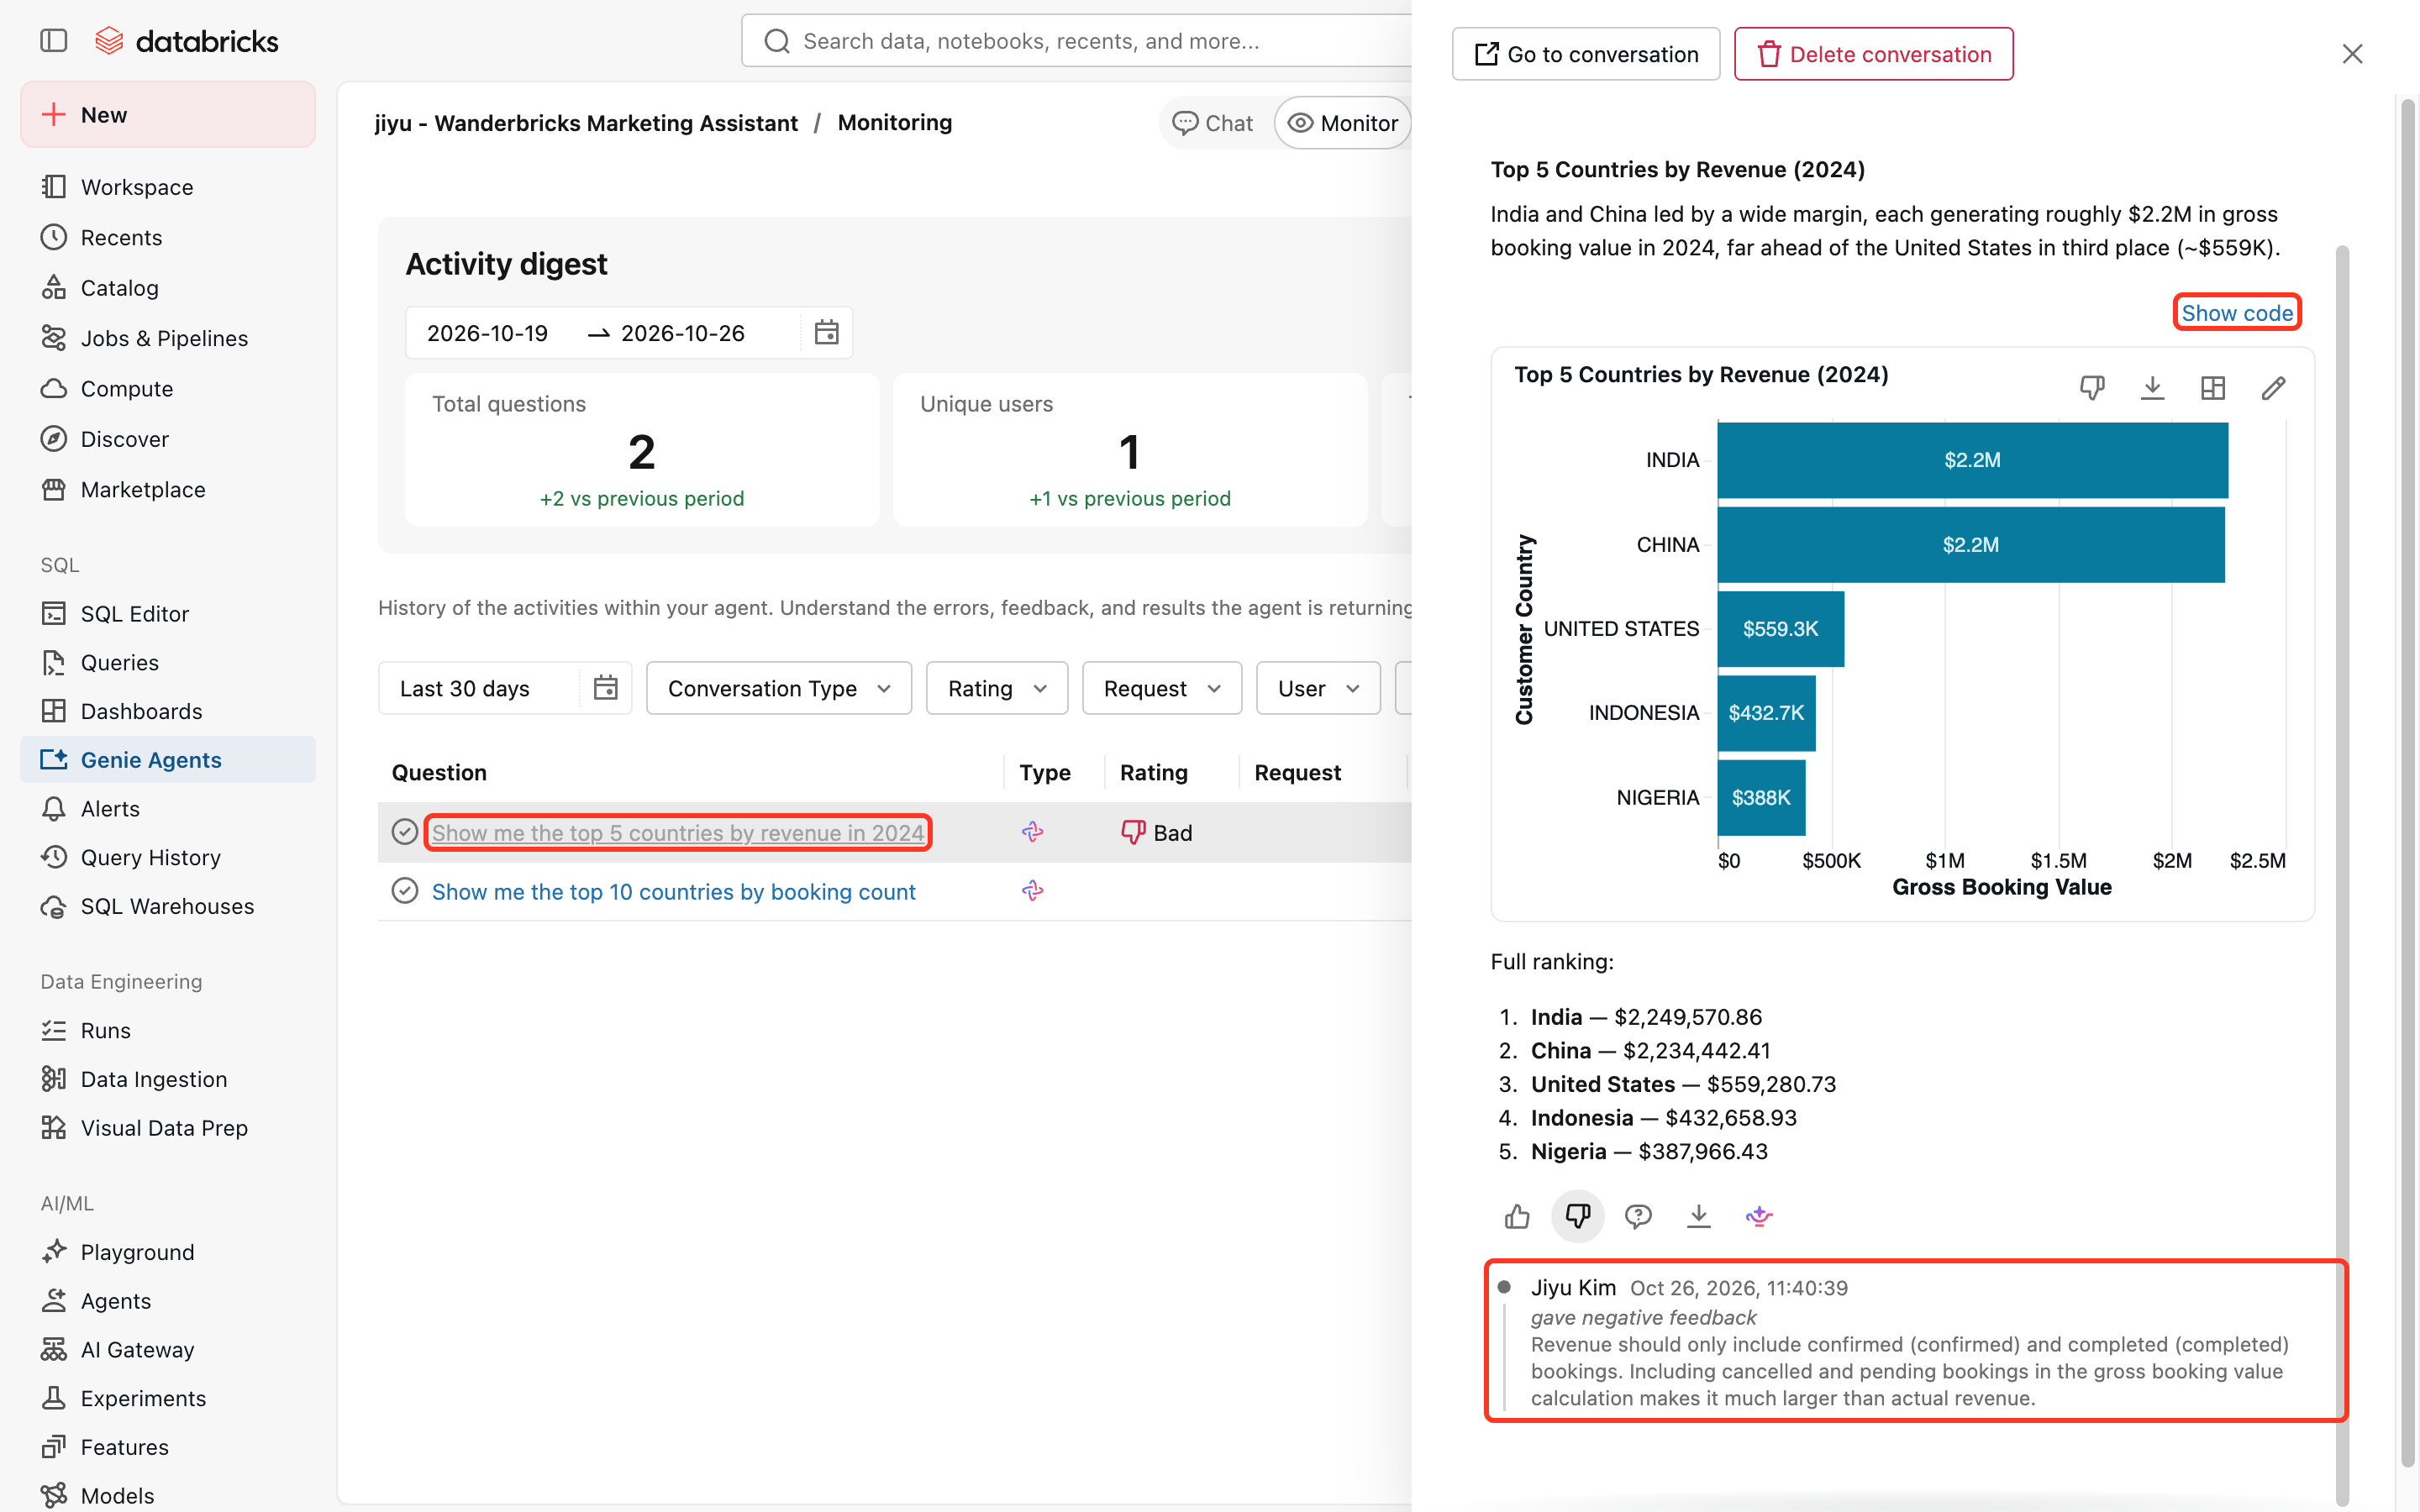 databricks
Search data, notebooks, recents, and more...
New
Workspace
Recents
Catalog
Jobs & Pipelines
Compute
Discover
Marketplace
SQL
SQL Editor
Queries
Dashboards
Genie Agents
Alerts
Query History
SQL Warehouses
Data Engineering
Runs
Data Ingestion
Visual Data Prep
AI/ML
Playground
Agents
AI Gateway
Experiments
Features
Models
jiyu - Wanderbricks Marketing Assistant / Monitoring
Chat
Monitor
Activity digest
2026-10-19 → 2026-10-26
Total questions
2
+2 vs previous period
Unique users
1
+1 vs previous period
History of the activities within your agent. Understand the errors, feedback, and results the agent is returning
Last 30 days
Conversation Type
Rating
Request
User
Question Type Rating Request
Show me the top 5 countries by revenue in 2024 Bad
Show me the top 10 countries by booking count
Go to conversation
Delete conversation
Top 5 Countries by Revenue (2024)
India and China led by a wide margin, each generating roughly $2.2M in gross
booking value in 2024, far ahead of the United States in third place (~$559K).
Show code
Top 5 Countries by Revenue (2024)
Customer Country
INDIA $2.2M
CHINA $2.2M
UNITED STATES $559.3K
INDONESIA $432.7K
NIGERIA $388K
$0 $500K $1M $1.5M $2M $2.5M
Gross Booking Value
Full ranking:
1. India — $2,249,570.86
2. China — $2,234,442.41
3. United States — $559,280.73
4. Indonesia — $432,658.93
5. Nigeria — $387,966.43
Jiyu Kim Oct 26, 2026, 11:40:39
gave negative feedback
Revenue should only include confirmed (confirmed) and completed (completed)
bookings. Including cancelled and pending bookings in the gross booking value
calculation makes it much larger than actual revenue.